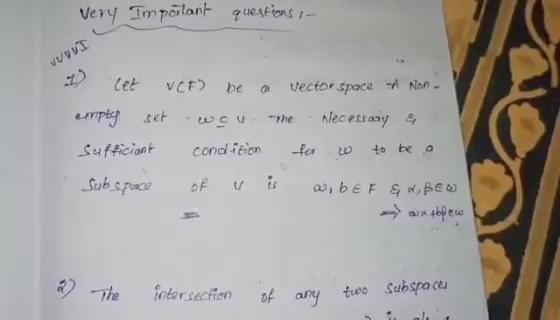 Very Important questions:-
VVVVI
1) Let V(F) be a vectorspace A Non-
empty set W⊆V. The Necessary &
Sufficient condition for W to be a
Subspace of V is a,b∈F & α,β∈W
⇒ aα+bβ∈W
2) The intersection of any two Subspaces